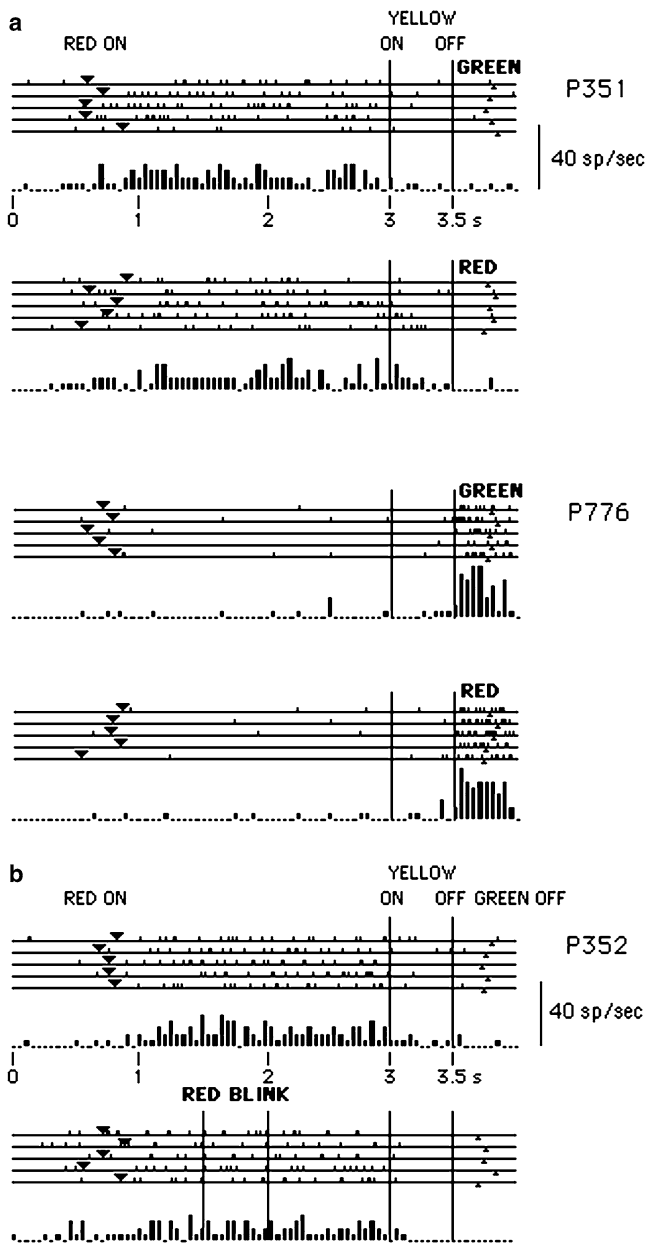 a
YELLOW
RED ON ON OFF
GREEN
P351
40 sp/sec
0 1 2 3 3.5 s
RED
GREEN
P776
RED
b
YELLOW
RED ON ON OFF GREEN OFF
P352
40 sp/sec
0 1 2 3 3.5 s
RED BLINK